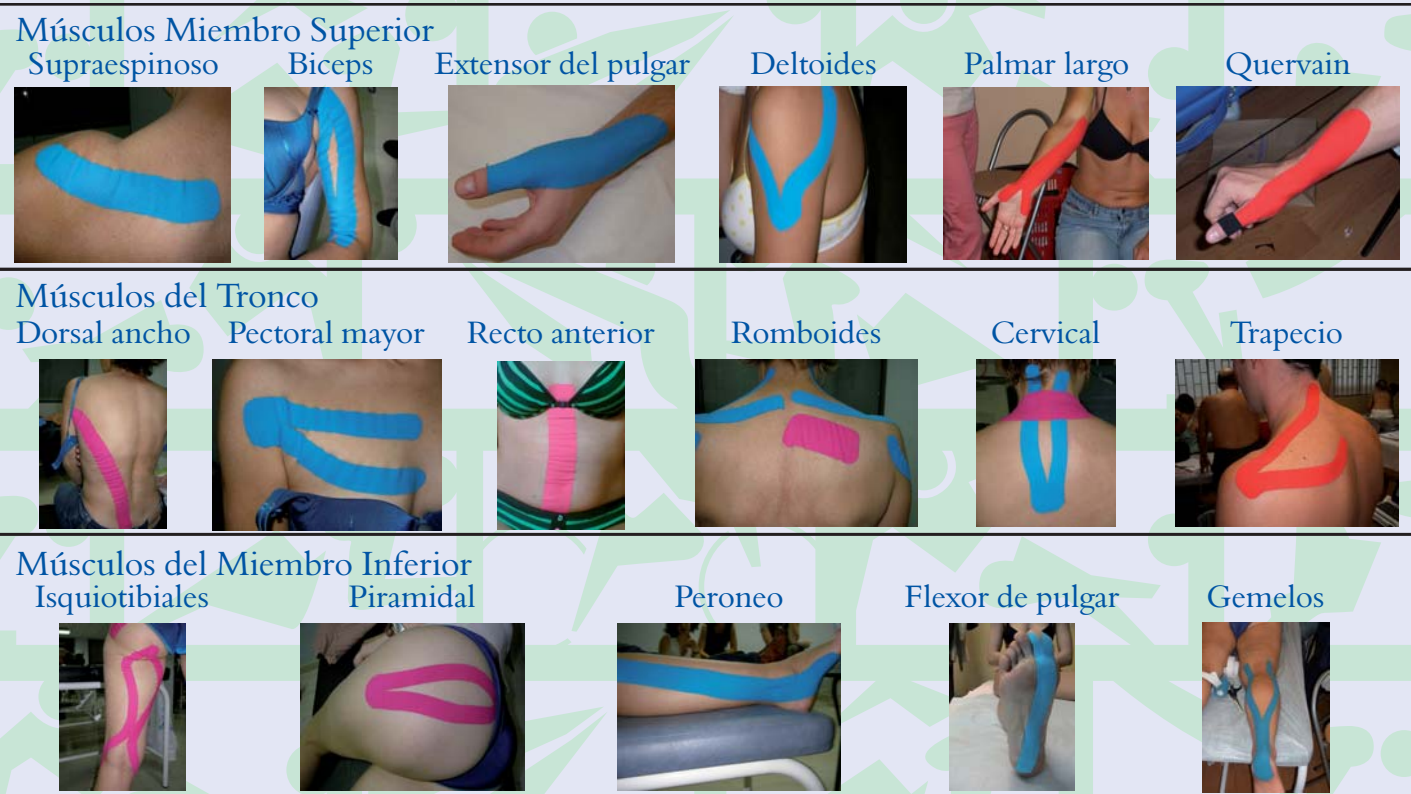 Músculos Miembro Superior
Supraespinoso Biceps Extensor del pulgar Deltoides Palmar largo Quervain
Músculos del Tronco
Dorsal ancho Pectoral mayor Recto anterior Romboides Cervical Trapecio
Músculos del Miembro Inferior
Isquiotibiales Piramidal Peroneo Flexor de pulgar Gemelos